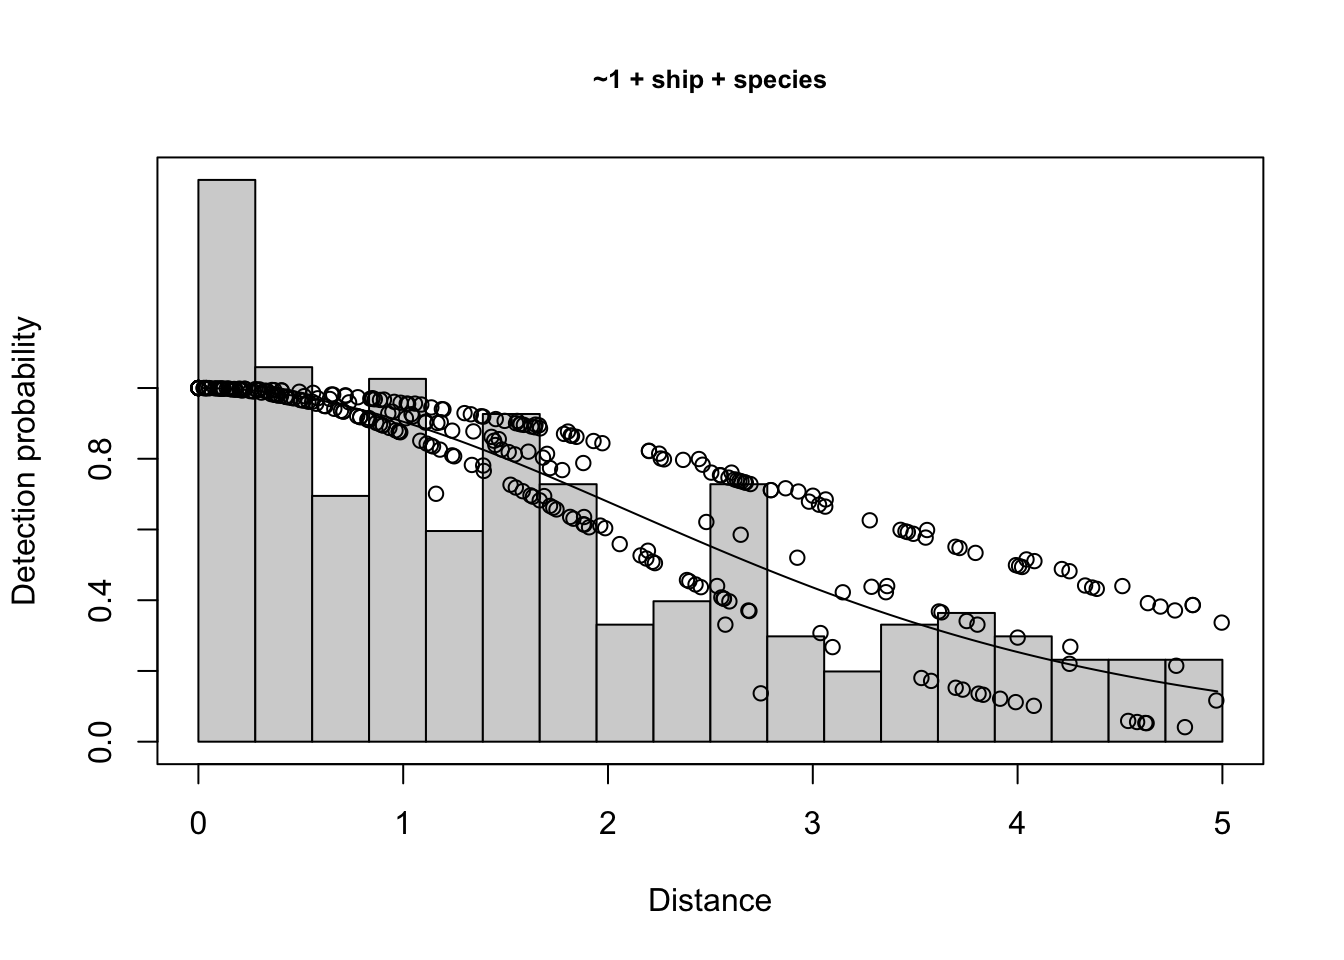 ~1 + ship + species
Detection probability
0.8
0.4
0.0
0 1 2 3 4 5
Distance